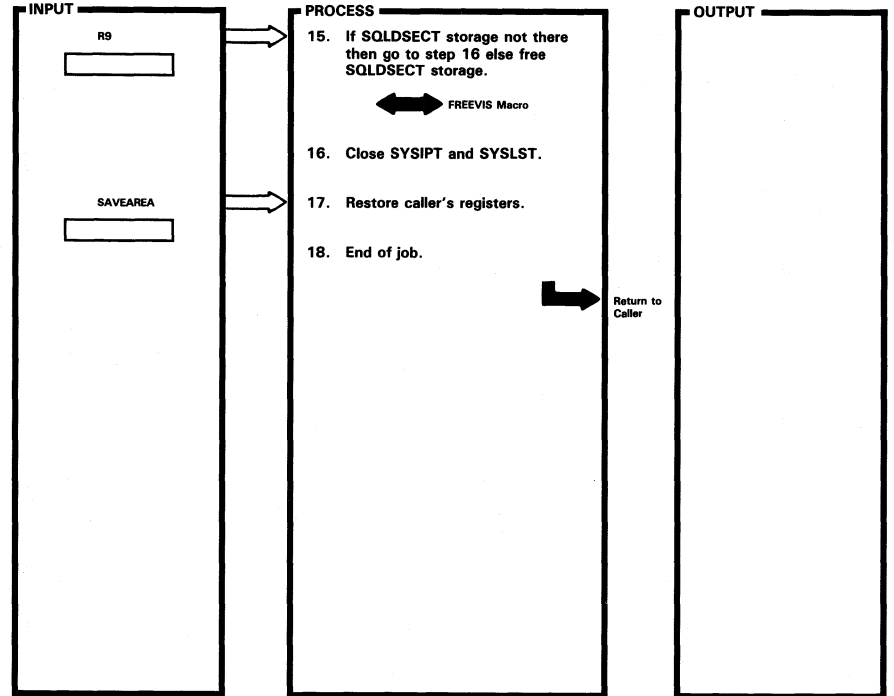 INPUT
PROCESS
OUTPUT
R9
15. If SQLDSECT storage not there
then go to step 16 else free
SQLDSECT storage.
FREEVIS Macro
16. Close SYSIPT and SYSLST.
SAVEAREA
17. Restore caller's registers.
18. End of job.
Return to
Caller